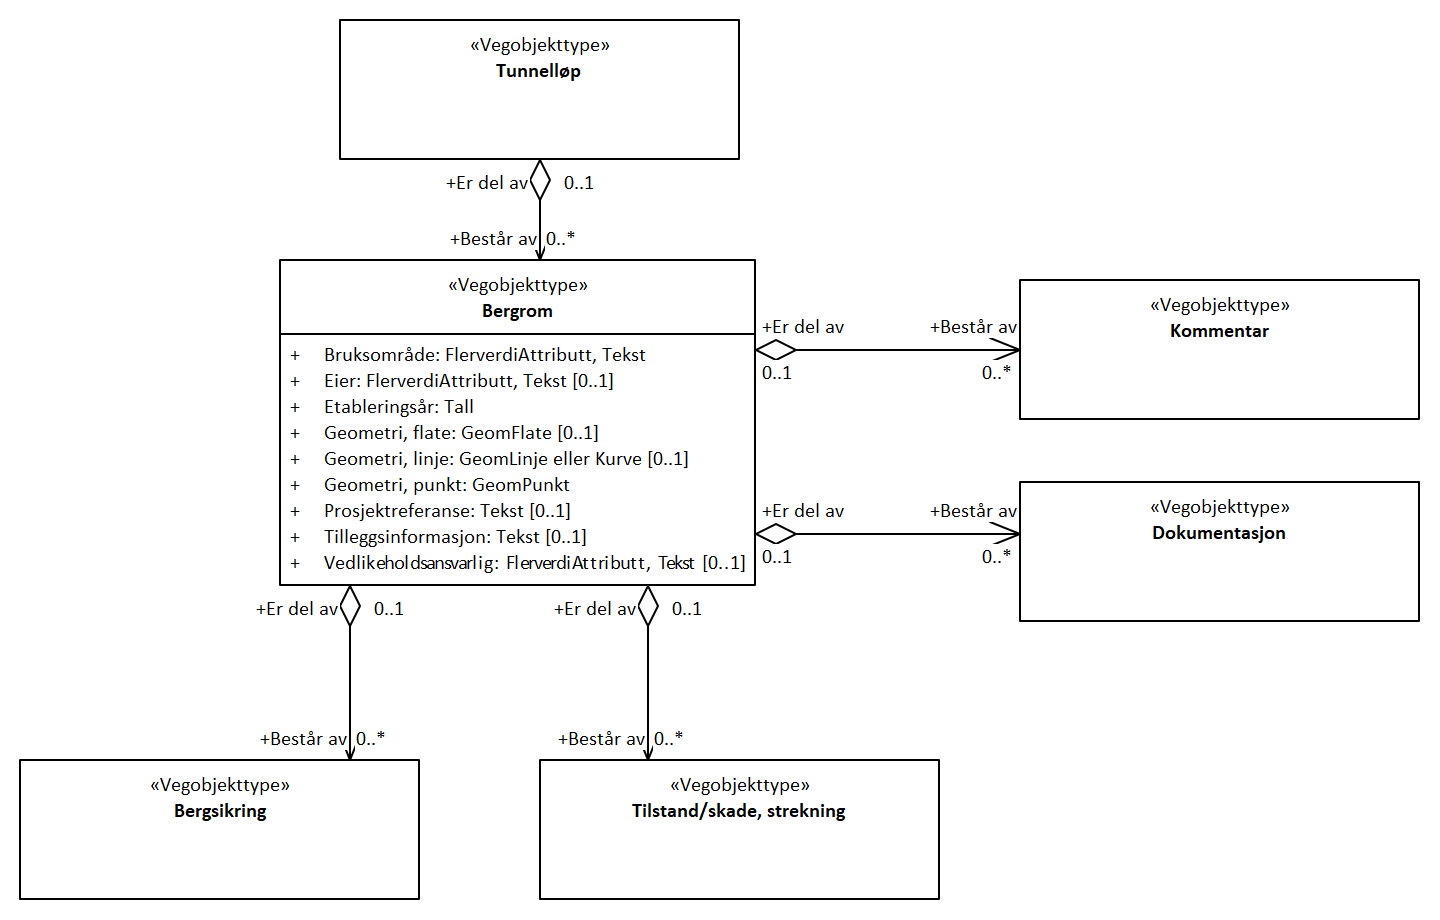 «Vegobjekttype»
Tunnelløp
+Er del av 0..1
+Består av 0..*
«Vegobjekttype»
Bergrom
+ Bruksområde: FlerverdiAttributt, Tekst
+ Eier: FlerverdiAttributt, Tekst [0..1]
+ Etableringsår: Tall
+ Geometri, flate: GeomFlate [0..1]
+ Geometri, linje: GeomLinje eller Kurve [0..1]
+ Geometri, punkt: GeomPunkt
+ Prosjektreferanse: Tekst [0..1]
+ Tilleggsinformasjon: Tekst [0..1]
+ Vedlikeholdsansvarlig: FlerverdiAttributt, Tekst [0..1]
+Er del av +Består av
0..1 0..*
«Vegobjekttype»
Kommentar
+Er del av +Består av
0..1 0..*
«Vegobjekttype»
Dokumentasjon
+Er del av 0..1
+Består av 0..*
«Vegobjekttype»
Bergsikring
+Er del av 0..1
+Består av 0..*
«Vegobjekttype»
Tilstand/skade, strekning